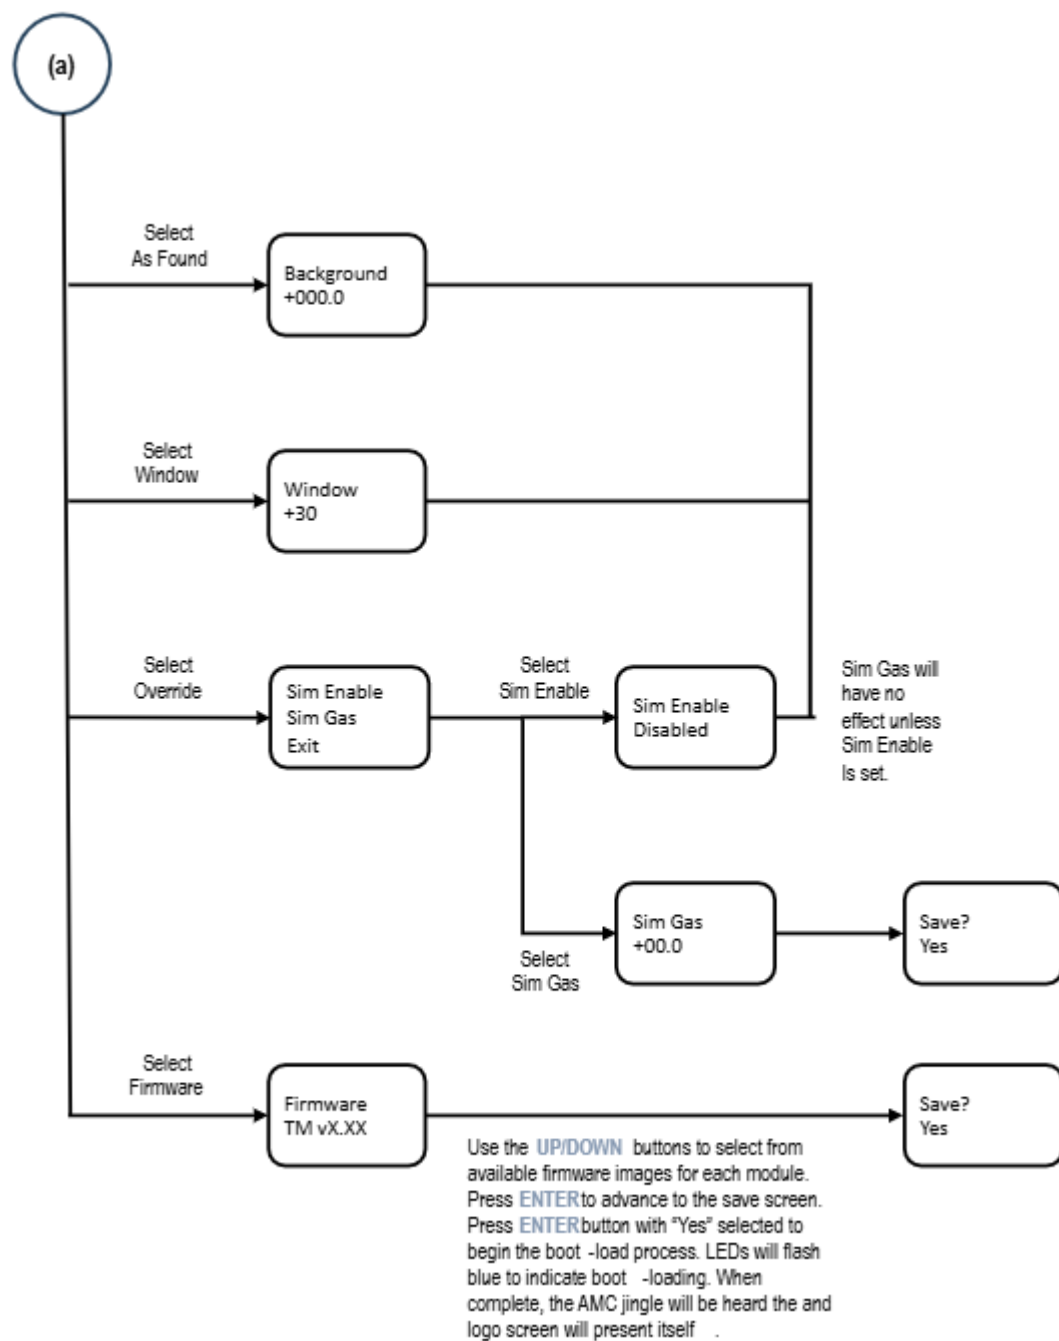 (a)
Select
As Found
Background
+000.0
Select
Window
Window
+30
Select
Override
Sim Enable
Sim Gas
Exit
Select
Sim Enable
Sim Enable
Disabled
Sim Gas will
have no
effect unless
Sim Enable
Is set.
Select
Sim Gas
Sim Gas
+00.0
Save?
Yes
Select
Firmware
Firmware
TM vX.XX
Save?
Yes
Use the UP/DOWN buttons to select from
available firmware images for each module.
Press ENTER to advance to the save screen.
Press ENTER button with "Yes" selected to
begin the boot -load process. LEDs will flash
blue to indicate boot -loading. When
complete, the AMC jingle will be heard the and
logo screen will present itself .